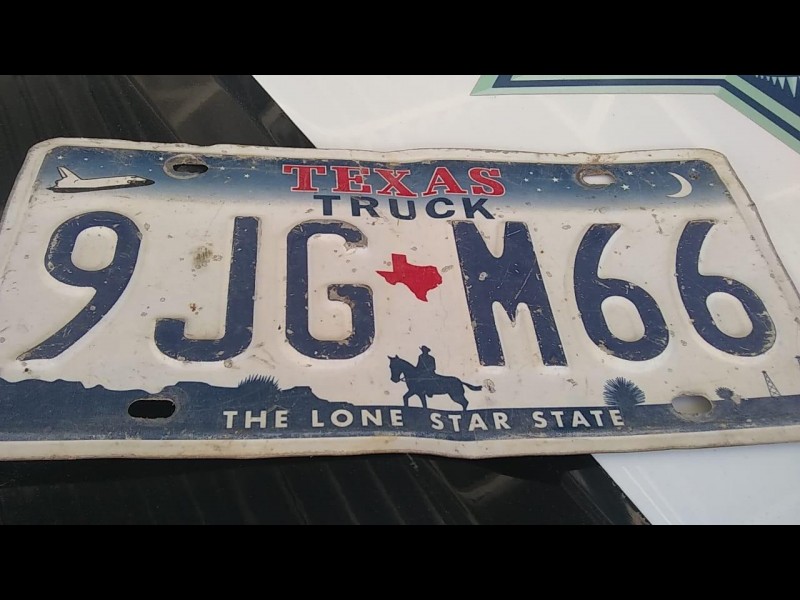 TEXAS
TRUCK
9JG M66
THE LONE STAR STATE